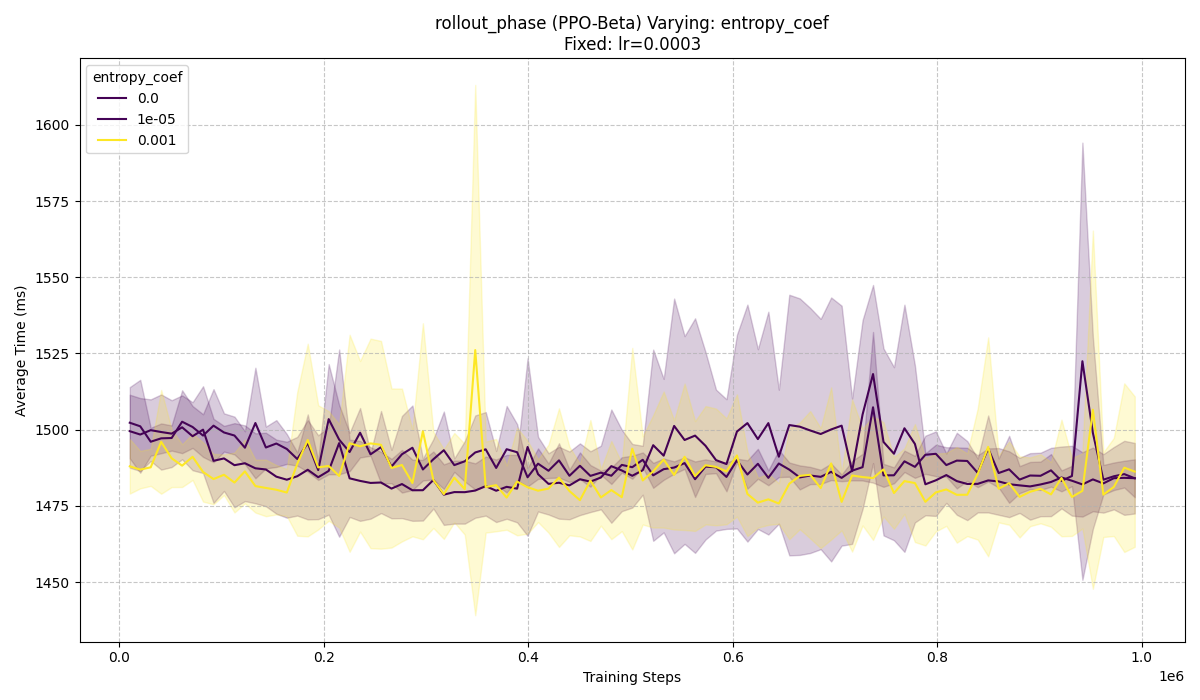 rollout_phase (PPO-Beta) Varying: entropy_coef
Fixed: lr=0.0003
entropy_coef
0.0
1e-05
0.001
Average Time (ms)
1600
1575
1550
1525
1500
1475
1450
0.0
0.2
0.4
0.6
0.8
1.0
1e6
Training Steps